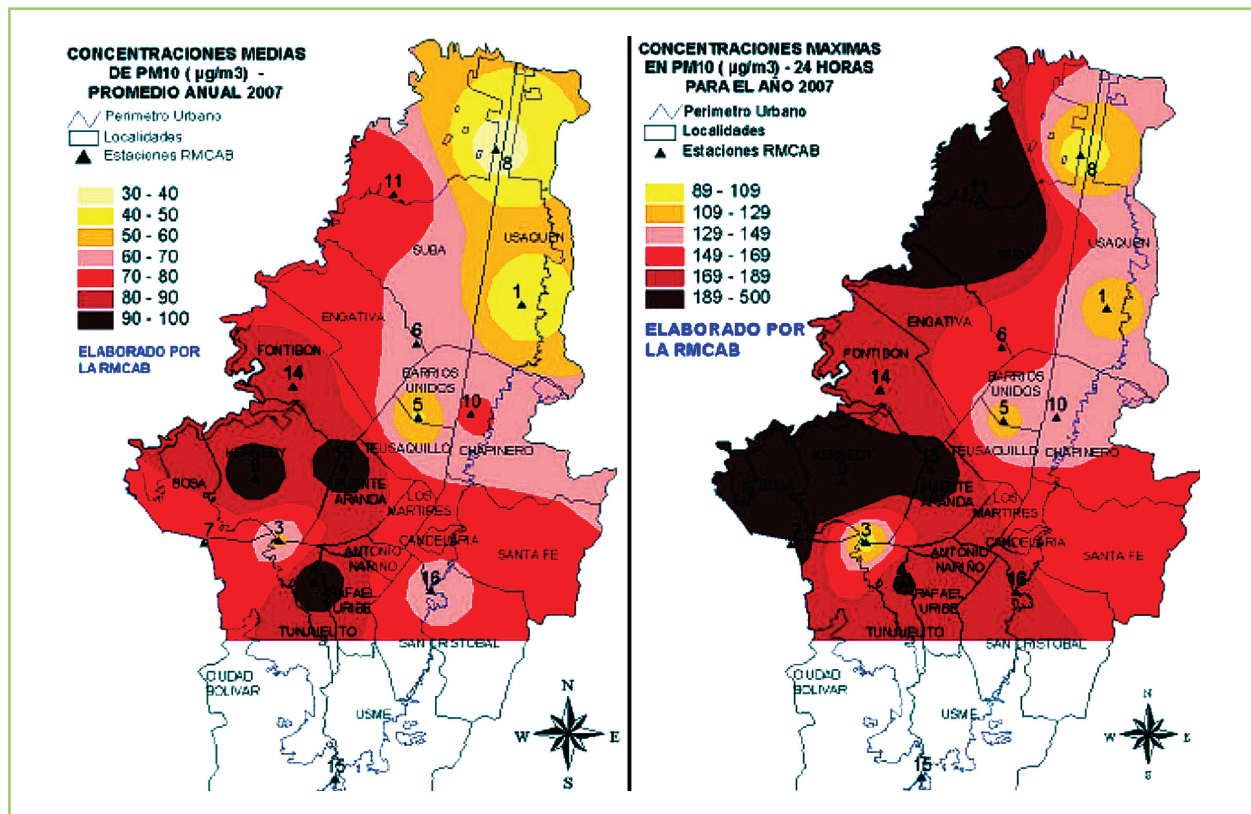 CONCENTRACIONES MEDIAS
DE PM10 ( µg/m3) -
PROMEDIO ANUAL 2007
Perimetro Urbano
Localidades
Estaciones RMCAB
30 - 40
40 - 50
50 - 60
60 - 70
70 - 80
80 - 90
90 - 100
ELABORADO POR
LA RMCAB
8
11
SUBA
USAQUEN
1
ENGATIVA
6
FONTIBON
14
BARRIOS
UNIDOS
5
10
TEUSAQUILLO
CHAPINERO
KENNEDY
BOSA
PUENTE
ARANDA
LOS
MARTIRES
7
3
CANDELARIA
ANTONIO
NARIÑO
SANTA FE
16
RAFAEL
URIBE
TUNJUELITO
SAN CRISTOBAL
CIUDAD
BOLIVAR
USME
15
N
W E
S
CONCENTRACIONES MAXIMAS
EN PM10 ( µg/m3) - 24 HORAS
PARA EL AÑO 2007
Perimetro Urbano
Localidades
Estaciones RMCAB
89 - 109
109 - 129
129 - 149
149 - 169
169 - 189
189 - 500
ELABORADO POR
LA RMCAB
8
11
SUBA
USAQUEN
1
ENGATIVA
6
FONTIBON
14
BARRIOS
UNIDOS
5
10
TEUSAQUILLO
CHAPINERO
KENNEDY
BOSA
PUENTE
ARANDA
LOS
MARTIRES
7
3
CANDELARIA
ANTONIO
NARIÑO
SANTA FE
16
RAFAEL
URIBE
TUNJUELITO
SAN CRISTOBAL
CIUDAD
BOLIVAR
USME
15
N
W E
S